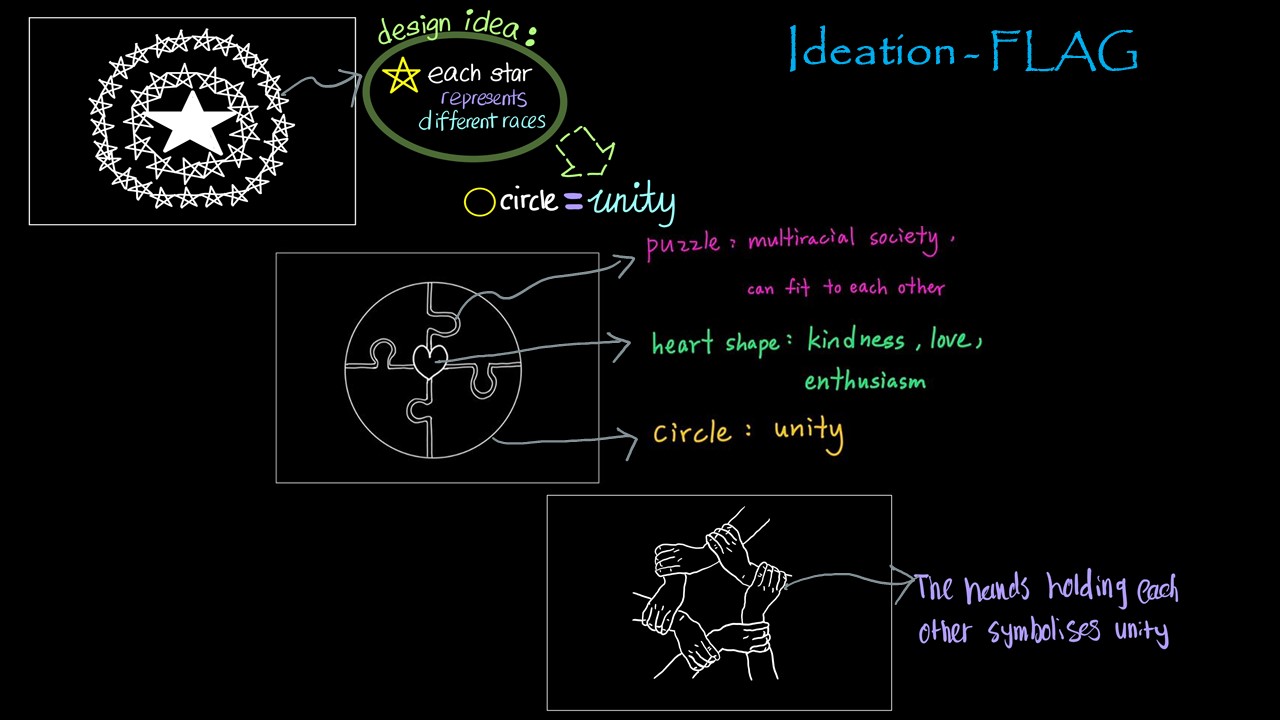 Ideation - FLAG
design idea:
each star
represents
different races
circle = unity
puzzle : multiracial society ,
can fit to each other
heart shape : kindness , love ,
enthusiasm
circle : unity
The hands holding each
other symbolises unity